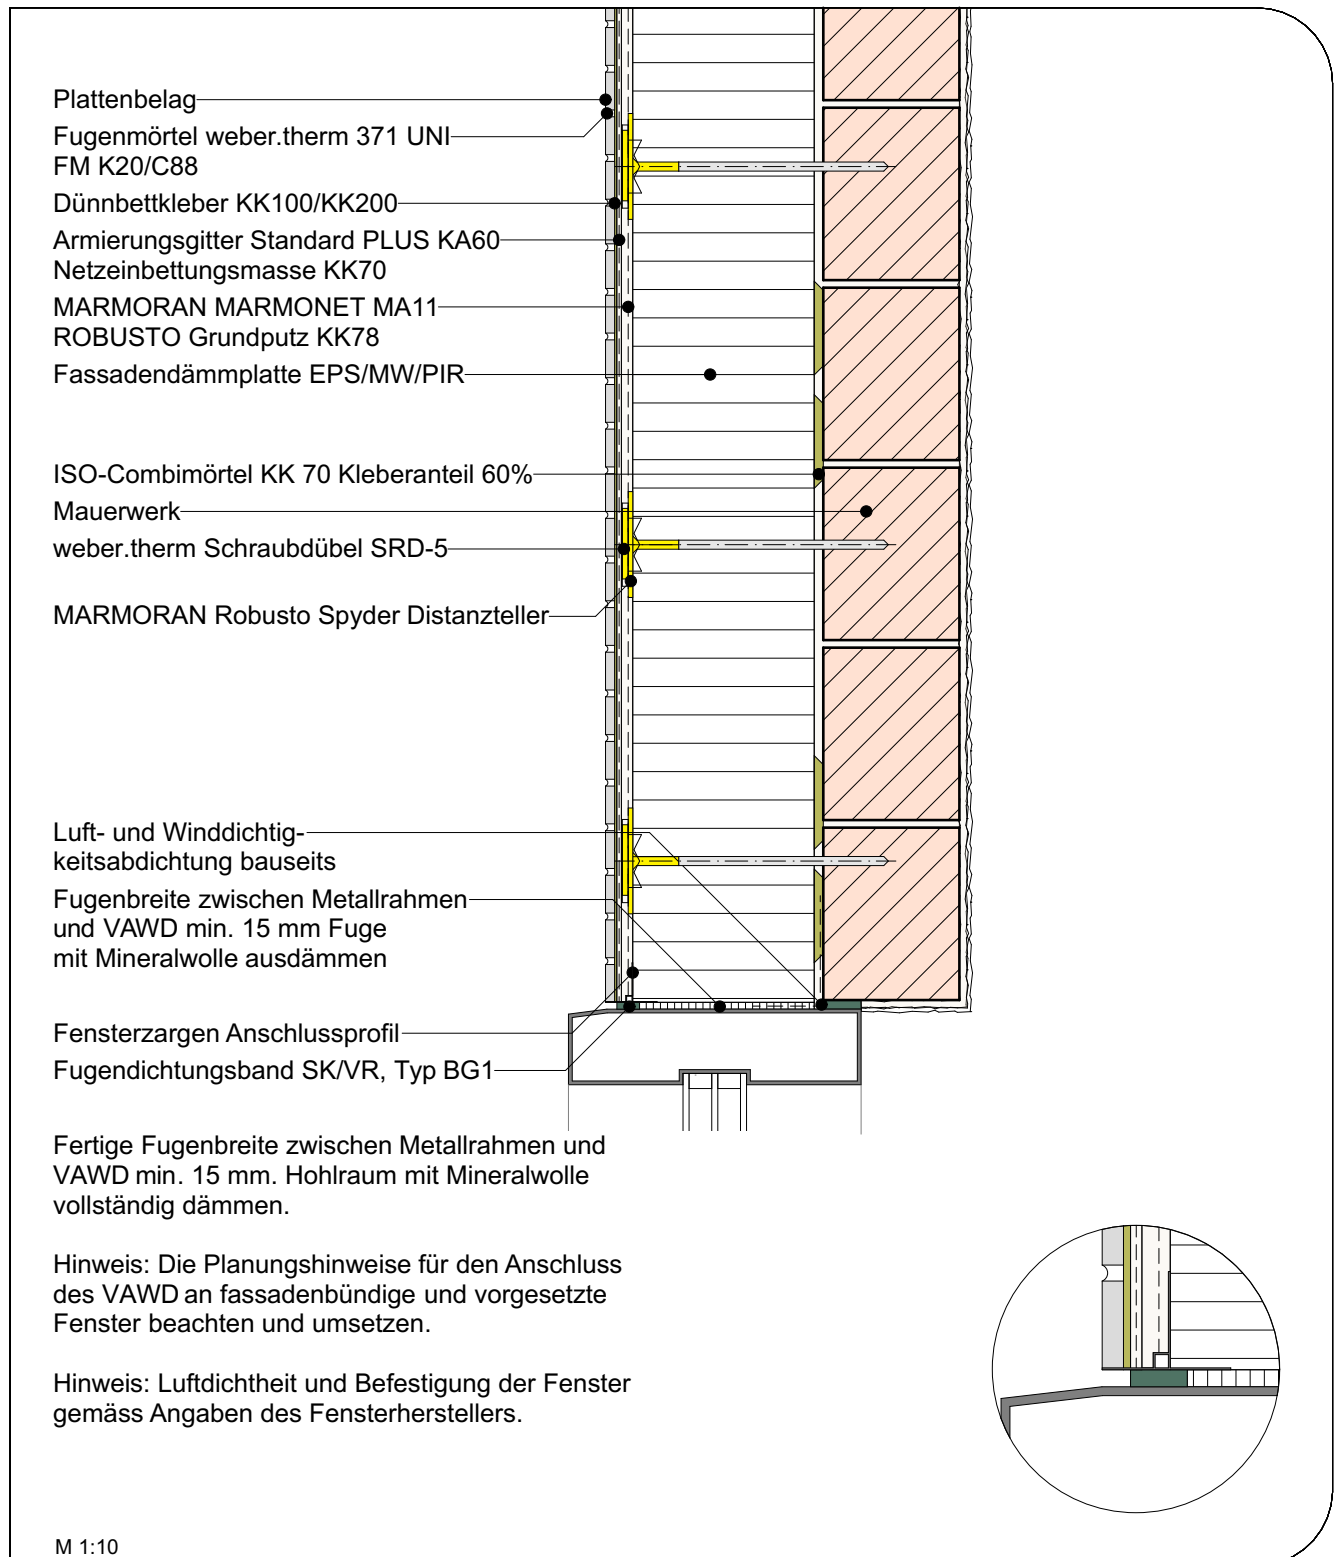 Plattenbelag
Fugenmörtel weber.therm 371 UNI
FM K20/C88
Dünnbettkleber KK100/KK200
Armierungsgitter Standard PLUS KA60
Netzeinbettungsmasse KK70
MARMORAN MARMONET MA11
ROBUSTO Grundputz KK78
Fassadendämmplatte EPS/MW/PIR
ISO-Combimörtel KK 70 Kleberanteil 60%
Mauerwerk
weber.therm Schraubdübel SRD-5
MARMORAN Robusto Spyder Distanzteller
Luft- und Winddichtig-
keitsabdichtung bauseits
Fugenbreite zwischen Metallrahmen
und VAWD min. 15 mm Fuge
mit Mineralwolle ausdämmen
Fensterzargen Anschlussprofil
Fugendichtungsband SK/VR, Typ BG1
Fertige Fugenbreite zwischen Metallrahmen und
VAWD min. 15 mm. Hohlraum mit Mineralwolle
vollständig dämmen.
Hinweis: Die Planungshinweise für den Anschluss
des VAWD an fassadenbündige und vorgesetzte
Fenster beachten und umsetzen.
Hinweis: Luftdichtheit und Befestigung der Fenster
gemäss Angaben des Fensterherstellers.
M 1:10